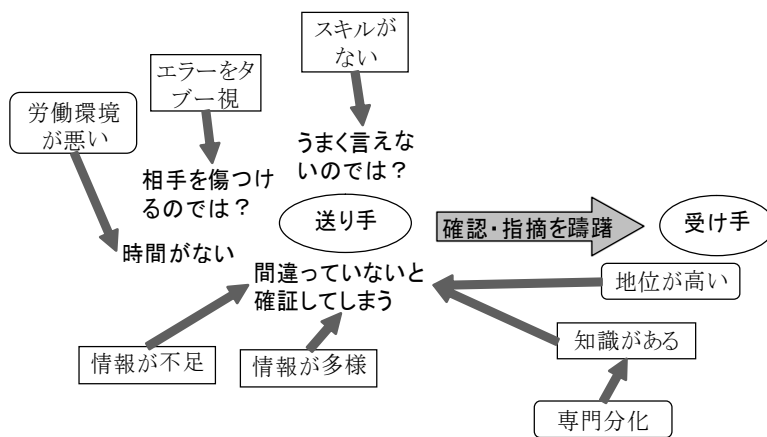 スキルが
ない
エラーをタ
ブー視
労働環境
が悪い
うまく言えな
いのでは？
相手を傷つけ
るのでは？
送り手
確認・指摘を躊躇
受け手
時間がない
間違っていないと
確証してしまう
地位が高い
情報が不足
情報が多様
知識がある
専門分化